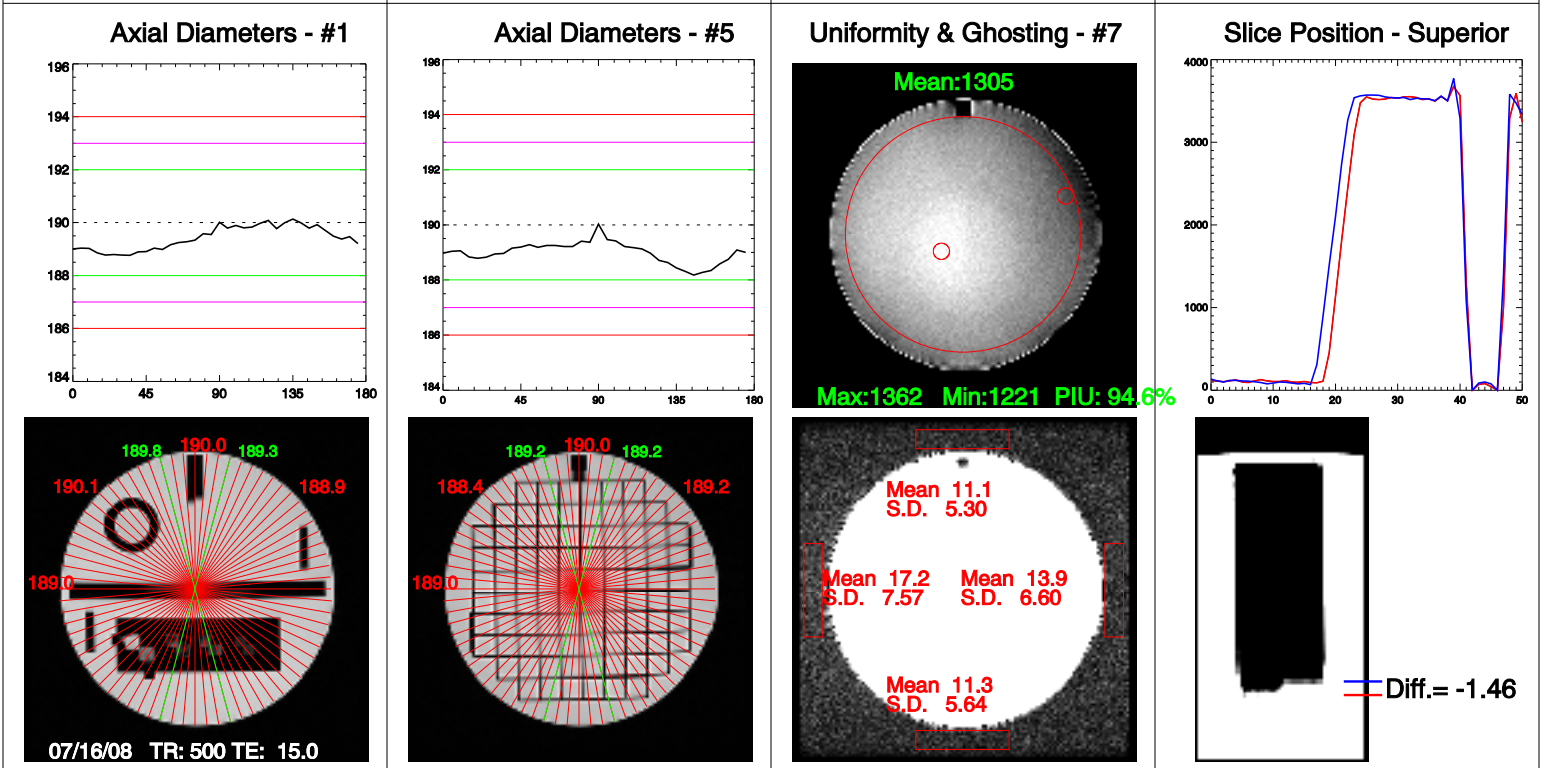 Axial Diameters - #1
196
194
192
190
188
186
184
0 45 90 135 180
189.8 190.0 189.3
190.1 188.9
189.0
07/16/08 TR: 500 TE: 15.0
Axial Diameters - #5
196
194
192
190
188
186
184
0 45 90 135 180
189.2 190.0 189.2
188.4 189.2
189.0
Uniformity & Ghosting - #7
Mean:1305
Max:1362 Min:1221 PIU: 94.6%
Mean 11.1
S.D. 5.30
Mean 17.2 Mean 13.9
S.D. 7.57 S.D. 6.60
Mean 11.3
S.D. 5.64
Slice Position - Superior
4000
3000
2000
1000
0
0 10 20 30 40 50
Diff.= -1.46